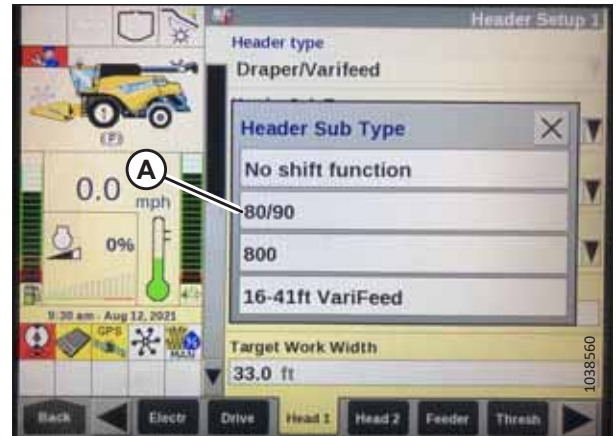 Header Setup 1
Header type
Draper/Varifeed
Header Sub Type
No shift function
80/90
800
16-41ft VariFeed
A
1
(P)
0.0 mph
0%
9:30 am - Aug 12, 2021
GPS
MAXI
Target Work Width
33.0 ft
1038560
Back
Electr
Drive
Head 1
Head 2
Feeder
Thresh